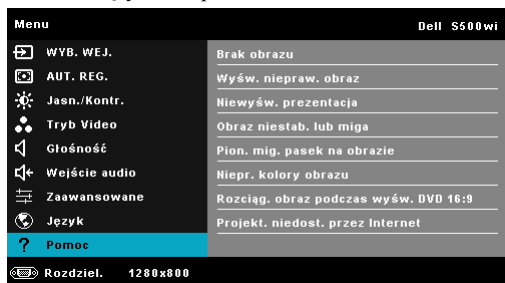 Menu
Dell S500wi
WYB. WEJ.
AUT. REG.
Jasn./Kontr.
Tryb Video
Głośność
Wejście audio
Zaawansowane
Język
? Pomoc
Brak obrazu
Wyśw. niepraw. obraz
Niewyśw. prezentacja
Obraz niestab. lub miga
Pion. mig. pasek na obrazie
Niepr. kolory obrazu
Rozciąg. obraz podczas wyśw. DVD 16:9
Projekt. niedost. przez Internet
Rozdziel. 1280x800